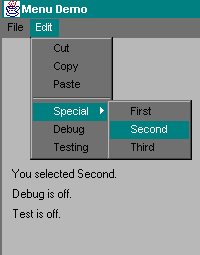 Menu Demo
File Edit
Cut
Copy
Paste
Special First
Debug Second
Testing Third
You selected Second.
Debug is off.
Test is off.